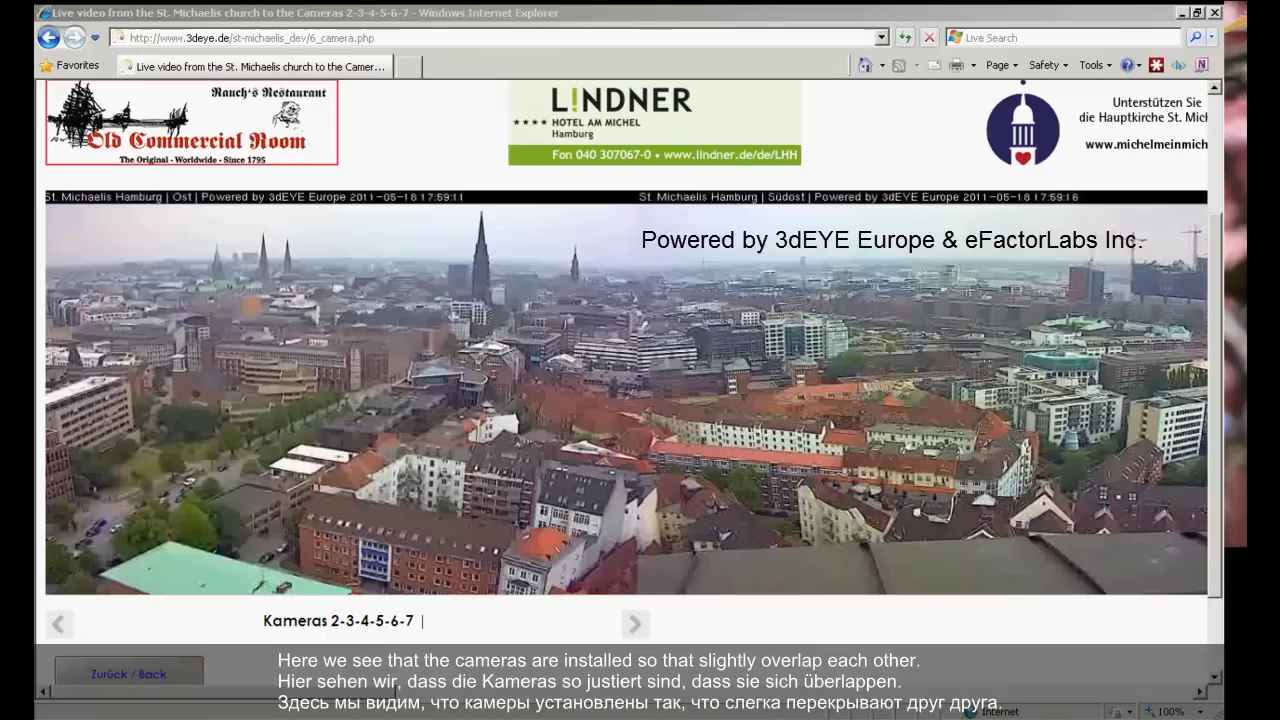 Live video from the St. Michaelis church to the Cameras 2-3-4-5-6-7 - Windows Internet Explorer
http://www.3deye.de/st-michaelis_dev/6_camera.php
Live Search
Favorites
Live video from the St. Michaelis church to the Camer...
Page
Safety
Tools
Rauch's Restaurant
Old Commercial Room
The Original - Worldwide - Since 1795
L!NDNER
★★★★ HOTEL AM MICHEL
Hamburg
Fon 040 307067-0 • www.lindner.de/de/LHH
Unterstützen Sie
die Hauptkirche St. Mich
www.michelmeinmich
St. Michaelis Hamburg | Ost | Powered by 3dEYE Europe 2011-05-18 17:59:11
St. Michaelis Hamburg | Südost | Powered by 3dEYE Europe 2011-05-18 17:59:16
Powered by 3dEYE Europe & eFactorLabs Inc.
Kameras 2-3-4-5-6-7 |
Zurück / Back
Here we see that the cameras are installed so that slightly overlap each other.
Hier sehen wir, dass die Kameras so justiert sind, dass sie sich überlappen.
Здесь мы видим, что камеры установлены так, что слегка перекрывают друг друга.
Internet
100%